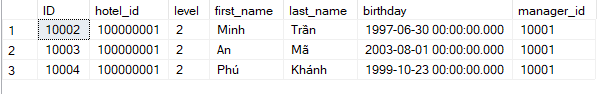 ID hotel_id level first_name last_name birthday manager_id
1 10002 100000001 2 Minh Trần 1997-06-30 00:00:00.000 10001
2 10003 100000001 2 An Mã 2003-08-01 00:00:00.000 10001
3 10004 100000001 2 Phú Khánh 1999-10-23 00:00:00.000 10001